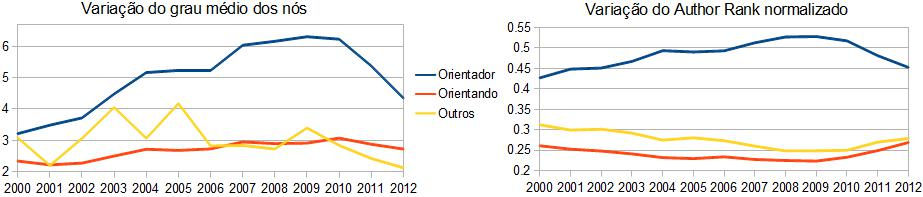 Variação do grau médio dos nós
6
5
4
3
2
2000 2001 2002 2003 2004 2005 2006 2007 2008 2009 2010 2011 2012
Orientador
Orientando
Outros
Variação do Author Rank normalizado
0.55
0.5
0.45
0.4
0.35
0.3
0.25
0.2
2000 2001 2002 2003 2004 2005 2006 2007 2008 2009 2010 2011 2012